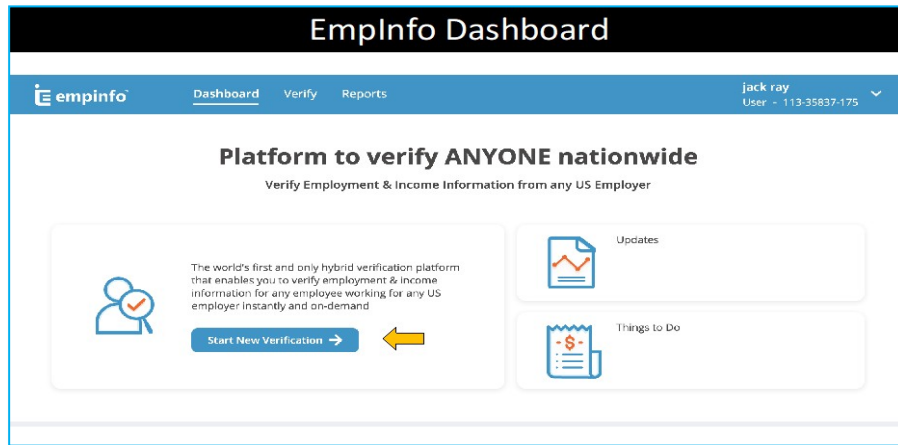 EmpInfo Dashboard
empinfo
Dashboard Verify Reports
jack ray
User - 113-35837-175
Platform to verify ANYONE nationwide
Verify Employment & Income Information from any US Employer
The world's first and only hybrid verification platform
that enables you to verify employment & income
information for any employee working for any US
employer instantly and on-demand
Start New Verification →
Updates
Things to Do
-$-